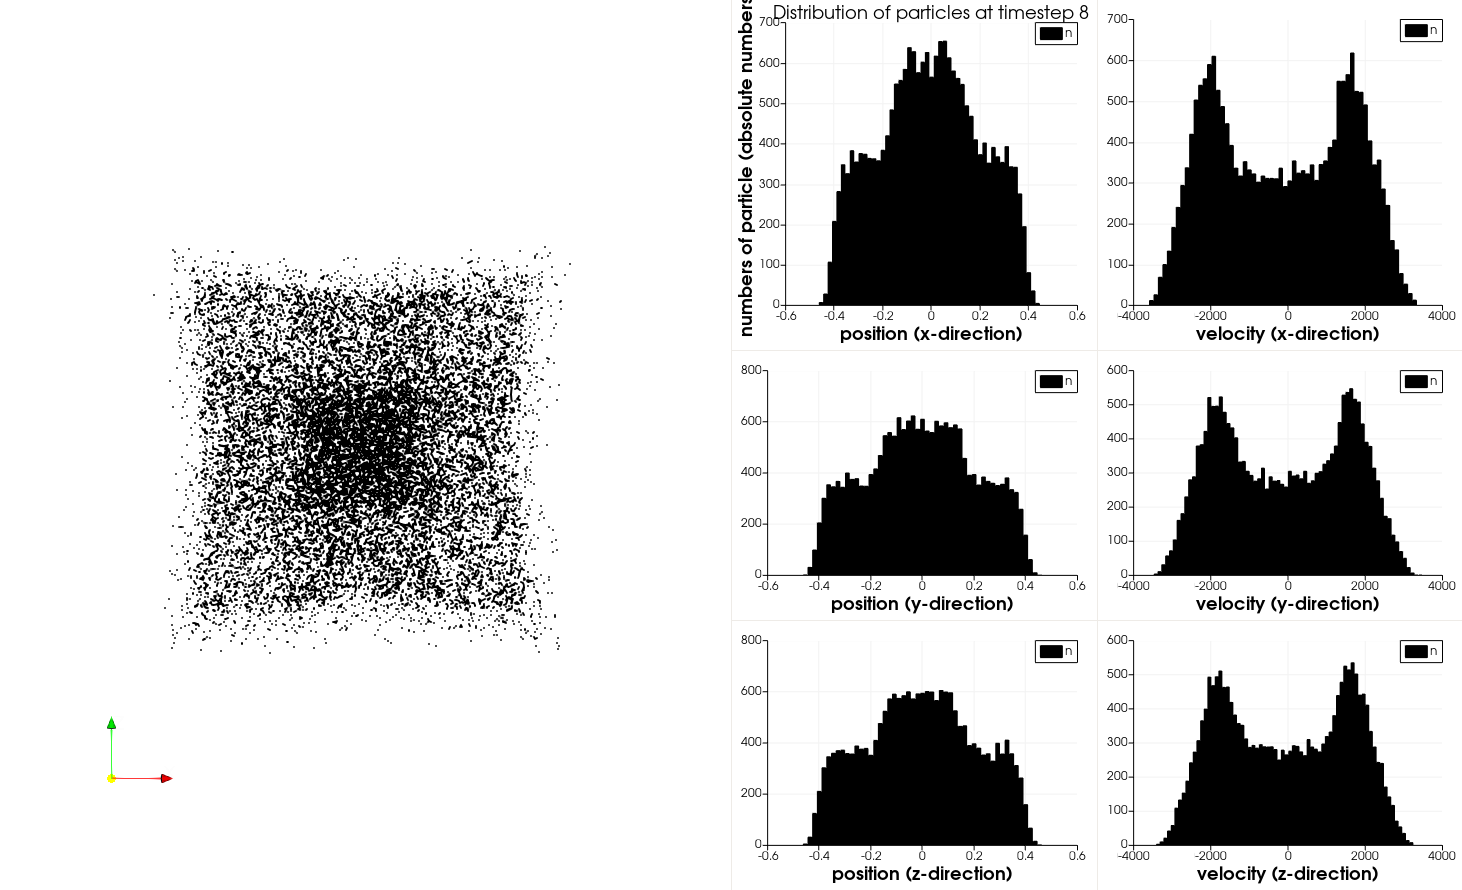 Distribution of particles at timestep 8
numbers of particle (absolute numbers
700
600
500
400
300
200
100
0
-0.6 -0.4 -0.2 0 0.2 0.4 0.6
position (x-direction)
n
700
600
500
400
300
200
100
0
-4000 -2000 0 2000 4000
velocity (x-direction)
n
800
600
400
200
0
-0.6 -0.4 -0.2 0 0.2 0.4 0.6
position (y-direction)
n
600
500
400
300
200
100
0
-4000 -2000 0 2000 4000
velocity (y-direction)
n
800
600
400
200
0
-0.6 -0.4 -0.2 0 0.2 0.4 0.6
position (z-direction)
n
600
500
400
300
200
100
0
-4000 -2000 0 2000 4000
velocity (z-direction)
n